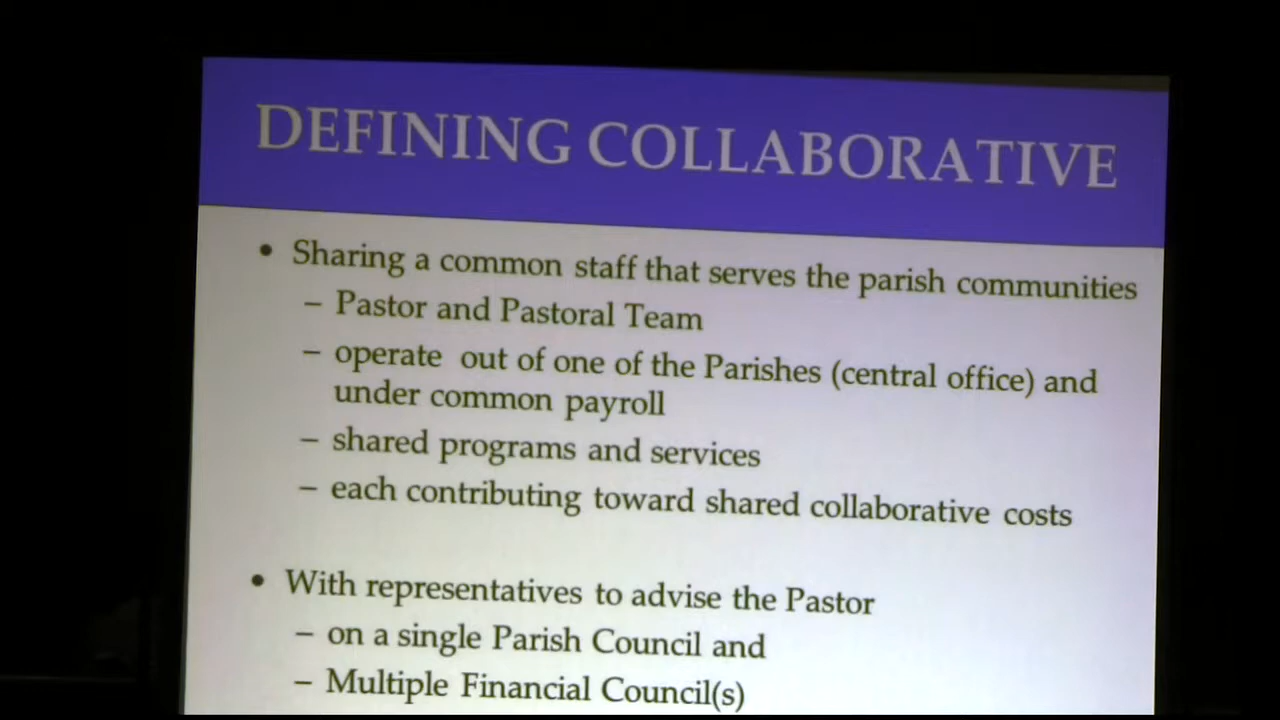 DEFINING COLLABORATIVE
• Sharing a common staff that serves the parish communities
– Pastor and Pastoral Team
– operate out of one of the Parishes (central office) and
under common payroll
– shared programs and services
– each contributing toward shared collaborative costs
• With representatives to advise the Pastor
– on a single Parish Council and
– Multiple Financial Council(s)